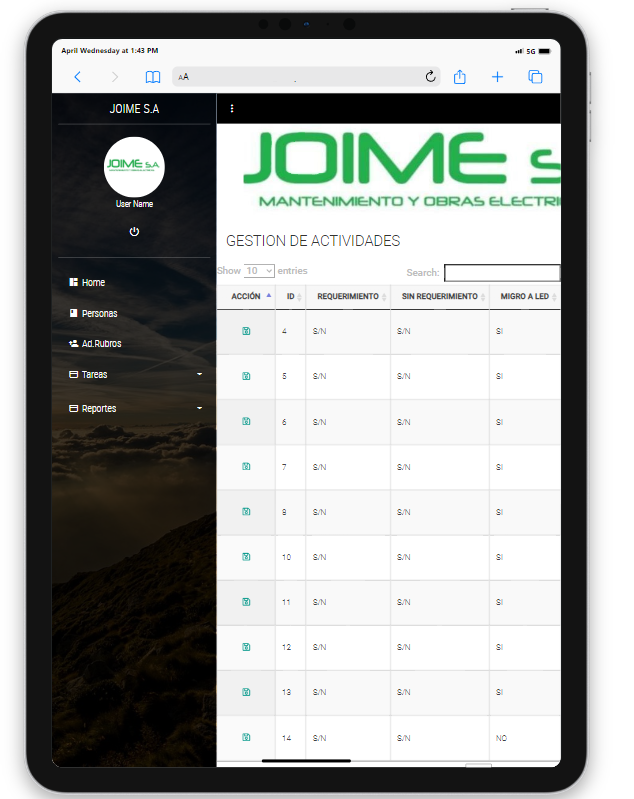 April Wednesday at 1:43 PM
5G
AA
JOIME S.A
JOIME S.A
User Name
Home
Personas
Ad.Rubros
Tareas
Reportes
JOIME S
MANTENIMIENTO Y OBRAS ELECTRI
GESTION DE ACTIVIDADES
Show 10 entries
Search:
ACCIÓN ID REQUERIMIENTO SIN REQUERIMIENTO MIGRO A LED
4 S/N S/N SI
5 S/N S/N SI
6 S/N S/N SI
7 S/N S/N SI
8 S/N S/N SI
10 S/N S/N SI
11 S/N S/N SI
12 S/N S/N SI
13 S/N S/N SI
14 S/N S/N NO